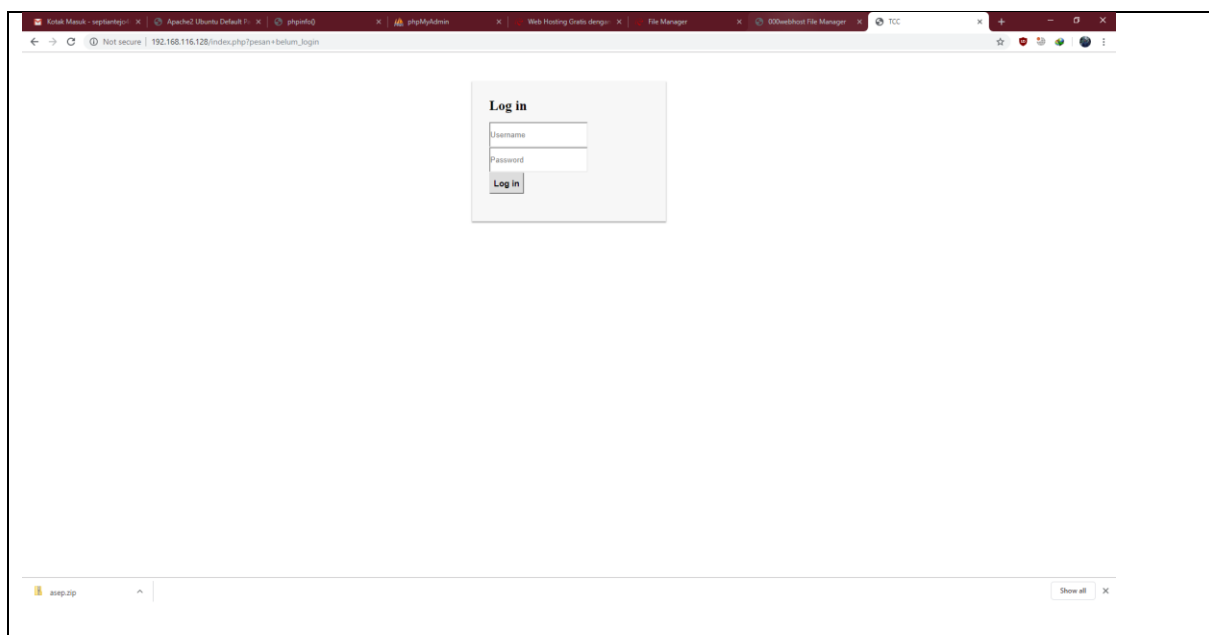 Kotak Masuk - septiantejo
Apache2 Ubuntu Default
phpinfo()
phpMyAdmin
Web Hosting Gratis dengan
File Manager
000webhost File Manager
TCC
Not secure
192.168.116.128/index.php?pesan=belum_login
Log in
Username
Password
Log in
asep.zip
Show all